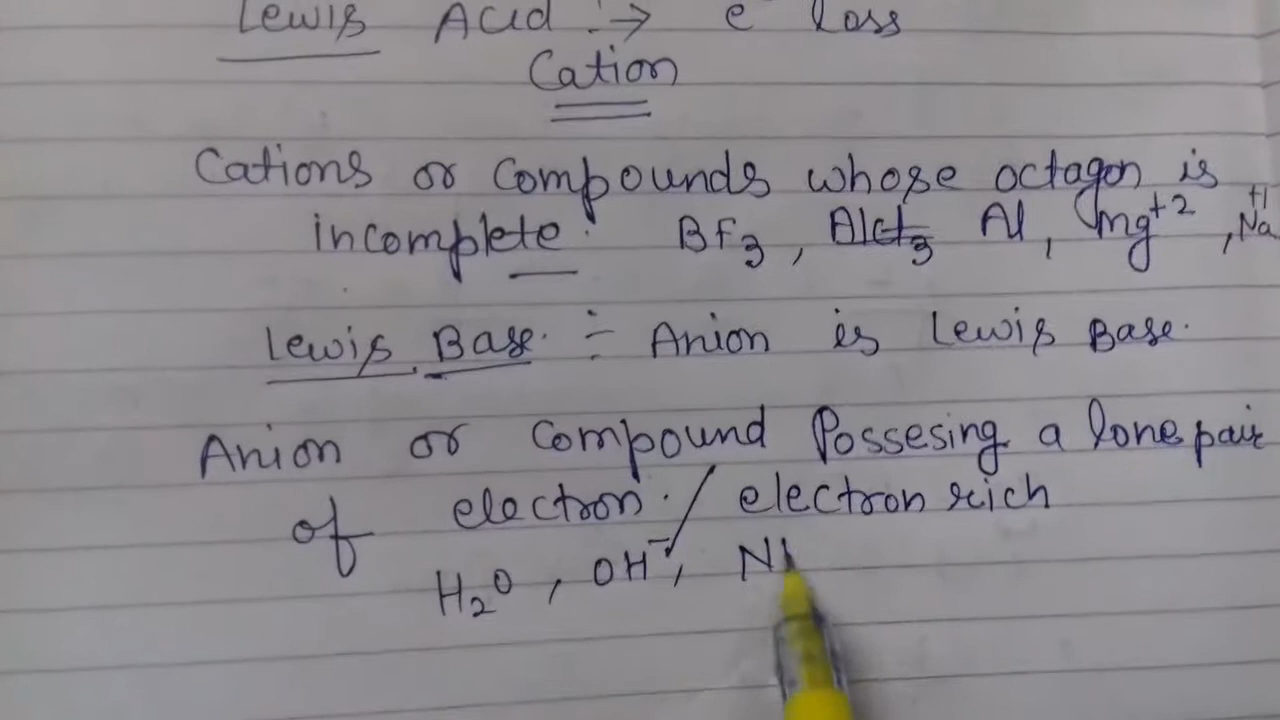 Lewis Acid :→ e loss
Cation
Cations or compounds whose octagon is
incomplete: BF3, Al, mg+2, Na+1
Lewis Base ÷ Anion is Lewis Base.
Anion or compound Possesing a lone pair
of electron. / electron rich
H2O, OH-, N